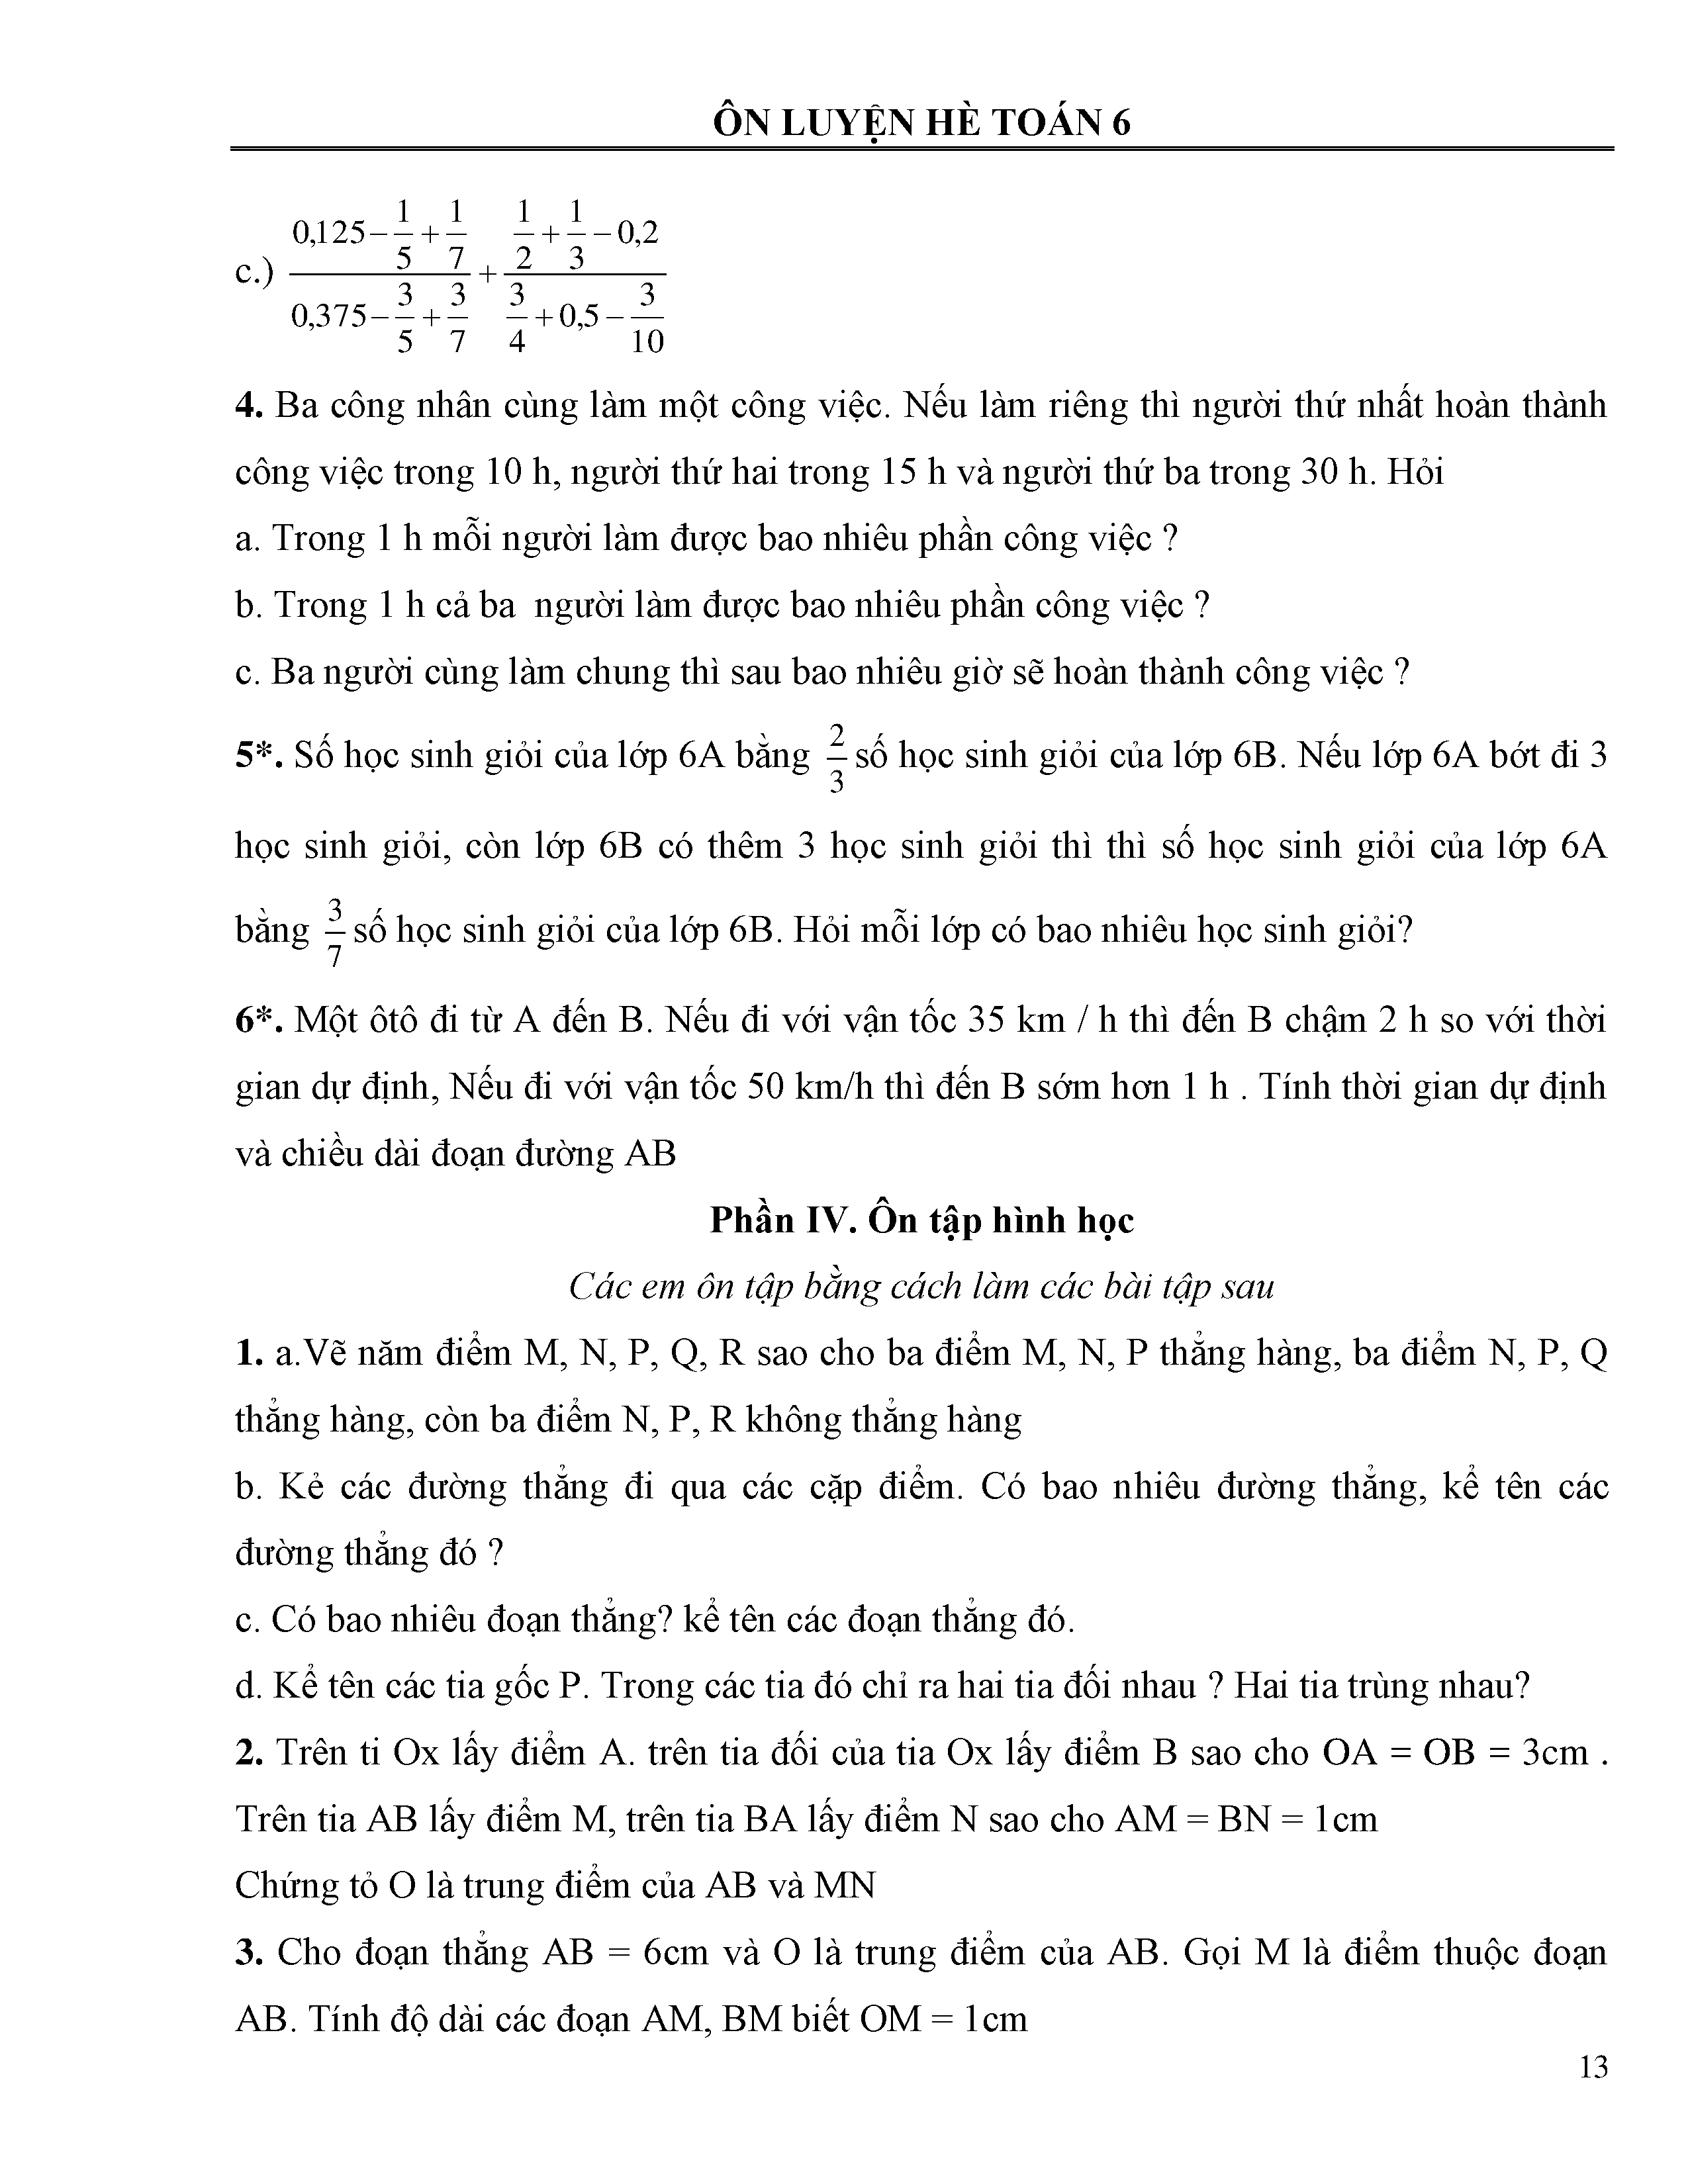 ÔN LUYỆN HÈ TOÁN 6
c.) \frac{0,125-\frac{1}{5}+\frac{1}{7}}{0,375-\frac{3}{5}+\frac{3}{7}}+\frac{\frac{1}{2}+\frac{1}{3}-0,2}{\frac{3}{4}+0,5-\frac{3}{10}}
4. Ba công nhân cùng làm một công việc. Nếu làm riêng thì người thứ nhất hoàn thành
công việc trong 10 h, người thứ hai trong 15 h và người thứ ba trong 30 h. Hỏi
a. Trong 1 h mỗi người làm được bao nhiêu phần công việc ?
b. Trong 1 h cả ba người làm được bao nhiêu phần công việc ?
c. Ba người cùng làm chung thì sau bao nhiêu giờ sẽ hoàn thành công việc ?
5*. Số học sinh giỏi của lớp 6A bằng \frac{2}{3} số học sinh giỏi của lớp 6B. Nếu lớp 6A bớt đi 3
học sinh giỏi, còn lớp 6B có thêm 3 học sinh giỏi thì thì số học sinh giỏi của lớp 6A
bằng \frac{3}{7} số học sinh giỏi của lớp 6B. Hỏi mỗi lớp có bao nhiêu học sinh giỏi?
6*. Một ôtô đi từ A đến B. Nếu đi với vận tốc 35 km / h thì đến B chậm 2 h so với thời
gian dự định, Nếu đi với vận tốc 50 km/h thì đến B sớm hơn 1 h . Tính thời gian dự định
và chiều dài đoạn đường AB
Phần IV. Ôn tập hình học
Các em ôn tập bằng cách làm các bài tập sau
1. a.Vẽ năm điểm M, N, P, Q, R sao cho ba điểm M, N, P thẳng hàng, ba điểm N, P, Q
thẳng hàng, còn ba điểm N, P, R không thẳng hàng
b. Kẻ các đường thẳng đi qua các cặp điểm. Có bao nhiêu đường thẳng, kể tên các
đường thẳng đó ?
c. Có bao nhiêu đoạn thẳng? kể tên các đoạn thẳng đó.
d. Kể tên các tia gốc P. Trong các tia đó chỉ ra hai tia đối nhau ? Hai tia trùng nhau?
2. Trên ti Ox lấy điểm A. trên tia đối của tia Ox lấy điểm B sao cho OA = OB = 3cm .
Trên tia AB lấy điểm M, trên tia BA lấy điểm N sao cho AM = BN = 1cm
Chứng tỏ O là trung điểm của AB và MN
3. Cho đoạn thẳng AB = 6cm và O là trung điểm của AB. Gọi M là điểm thuộc đoạn
AB. Tính độ dài các đoạn AM, BM biết OM = 1cm
13